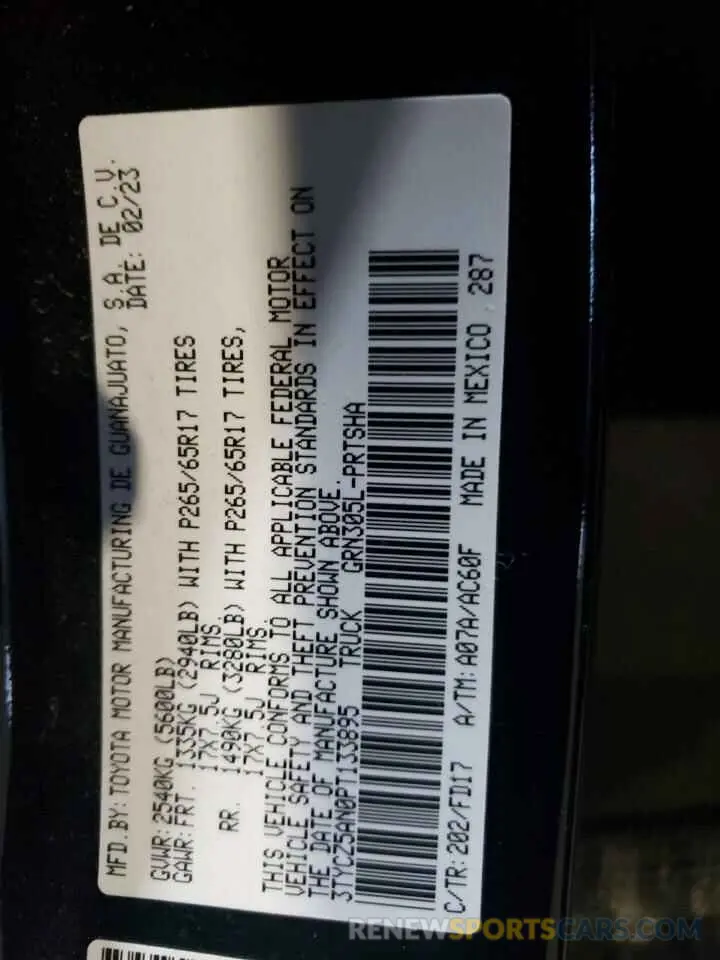 MFD.BY:TOYOTA MOTOR MANUFACTURING DE GUANAJUATO, S.A. DE C.V.
DATE: 02/23
GVWR:2540KG (5600LB)
GAWR:FRT. 1335KG (2940LB) WITH P265/65R17 TIRES
17X7.5J RIMS.
RR. 1490KG (3280LB) WITH P265/65R17 TIRES,
17X7.5J RIMS.
THIS VEHICLE CONFORMS TO ALL APPLICABLE FEDERAL MOTOR
VEHICLE SAFETY AND THEFT PREVENTION STANDARDS IN EFFECT ON
THE DATE OF MANUFACTURE SHOWN ABOVE.
3TYCZ5AN0PT133895 TRUCK GRN305L-PRTSHA
C/TR:202/FD17 A/TM:A07A/AC60F MADE IN MEXICO 287
RENEWSPORTSCARS.COM